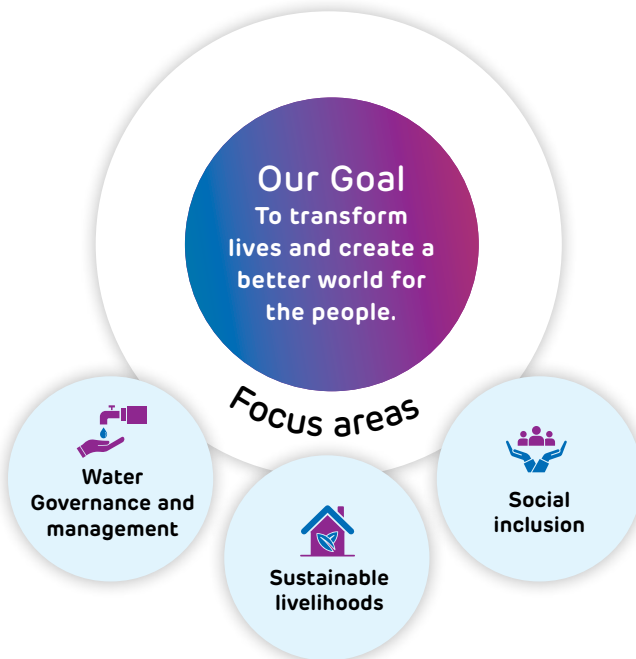 Our Goal
To transform
lives and create a
better world for
the people.
Focus areas
Water
Governance and
management
Sustainable
livelihoods
Social
inclusion